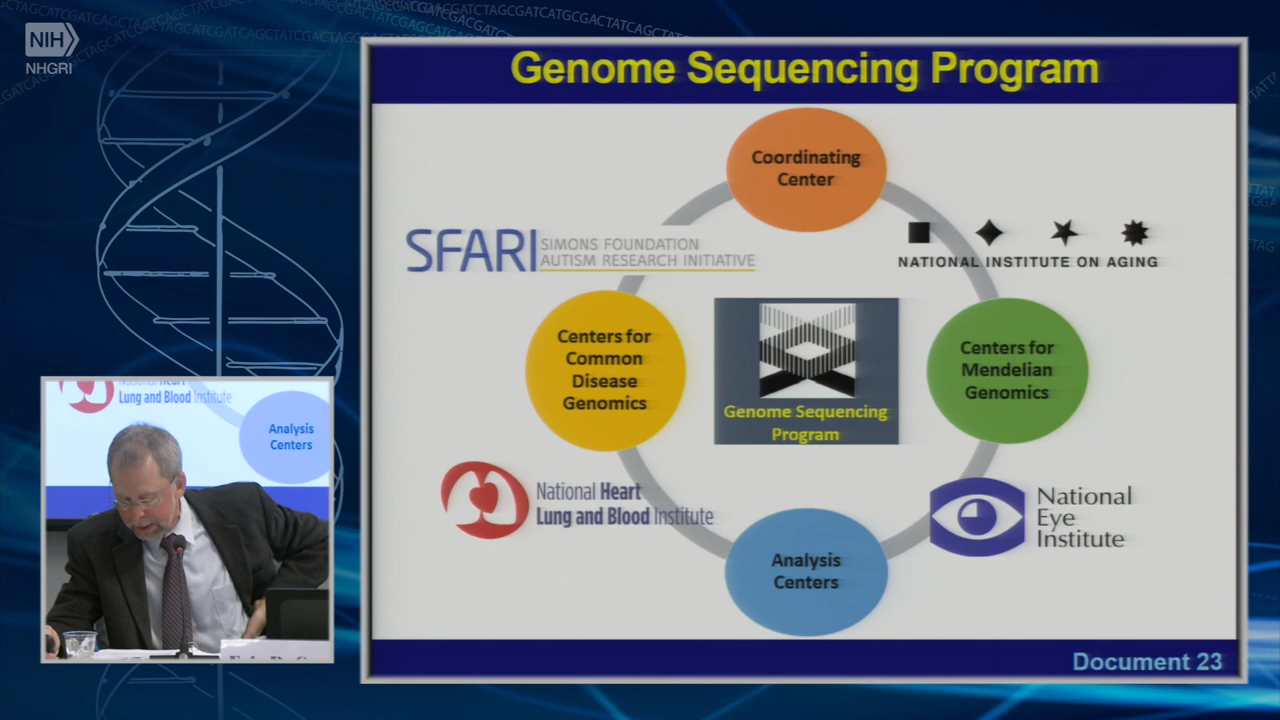 NIH
NHGRI
Genome Sequencing Program
Coordinating
Center
SFARI
SIMONS FOUNDATION
AUTISM RESEARCH INITIATIVE
NATIONAL INSTITUTE ON AGING
Centers for
Common
Disease
Genomics
Genome Sequencing
Program
Centers for
Mendelian
Genomics
National Heart
Lung and Blood Institute
National
Eye
Institute
Analysis
Centers
Document 23
National Heart
Lung and Blood Institute
Analysis
Centers